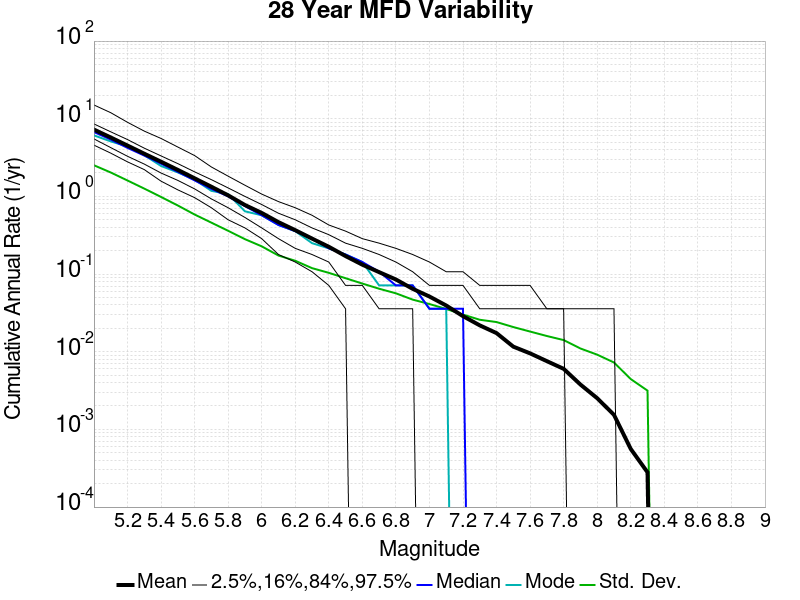 28 Year MFD Variability
10 2
10 1
10 0
10 -1
10 -2
10 -3
10 -4
Cumulative Annual Rate (1/yr)
5.2 5.4 5.6 5.8 6 6.2 6.4 6.6 6.8 7 7.2 7.4 7.6 7.8 8 8.2 8.4 8.6 8.8 9
Magnitude
Mean 2.5%,16%,84%,97.5% Median Mode Std. Dev.